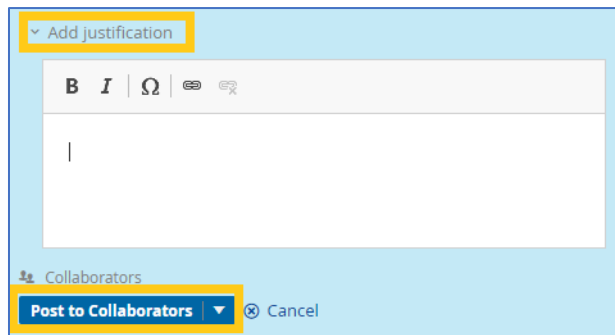 Add justification
B I Ω
Collaborators
Post to Collaborators Cancel